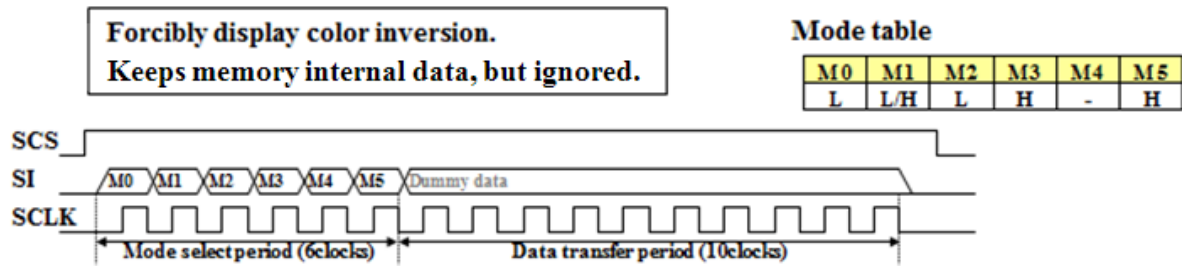 Forcibly display color inversion.
Keeps memory internal data, but ignored.
Mode table
M0 M1 M2 M3 M4 M5
L L/H L H - H
SCS
SI M0 M1 M2 M3 M4 M5 Dummy data
SCLK
Mode select period (6clocks) Data transfer period (10clocks)